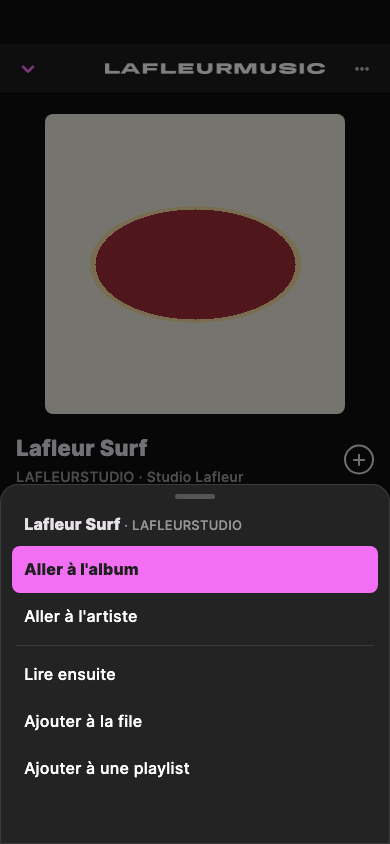 LAFLEURMUSIC
Lafleur Surf
LAFLEURSTUDIO · Studio Lafleur
Lafleur Surf · LAFLEURSTUDIO
Aller à l'album
Aller à l'artiste
Lire ensuite
Ajouter à la file
Ajouter à une playlist